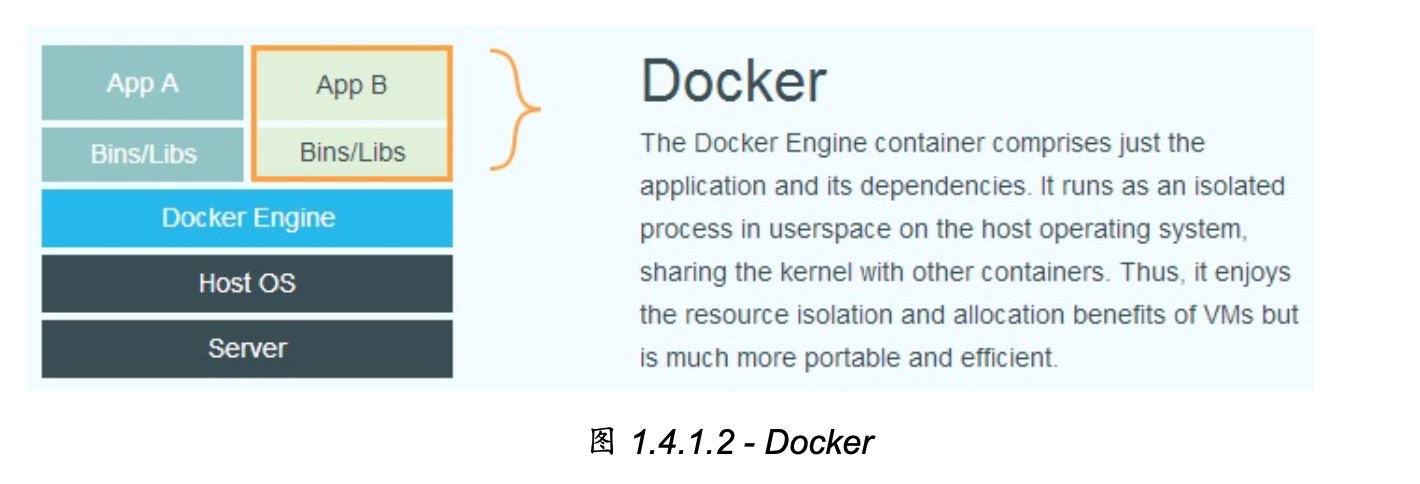 App A
App B
Bins/Libs
Bins/Libs
Docker Engine
Host OS
Server
Docker
The Docker Engine container comprises just the
application and its dependencies. It runs as an isolated
process in userspace on the host operating system,
sharing the kernel with other containers. Thus, it enjoys
the resource isolation and allocation benefits of VMs but
is much more portable and efficient.
图 1.4.1.2 - Docker